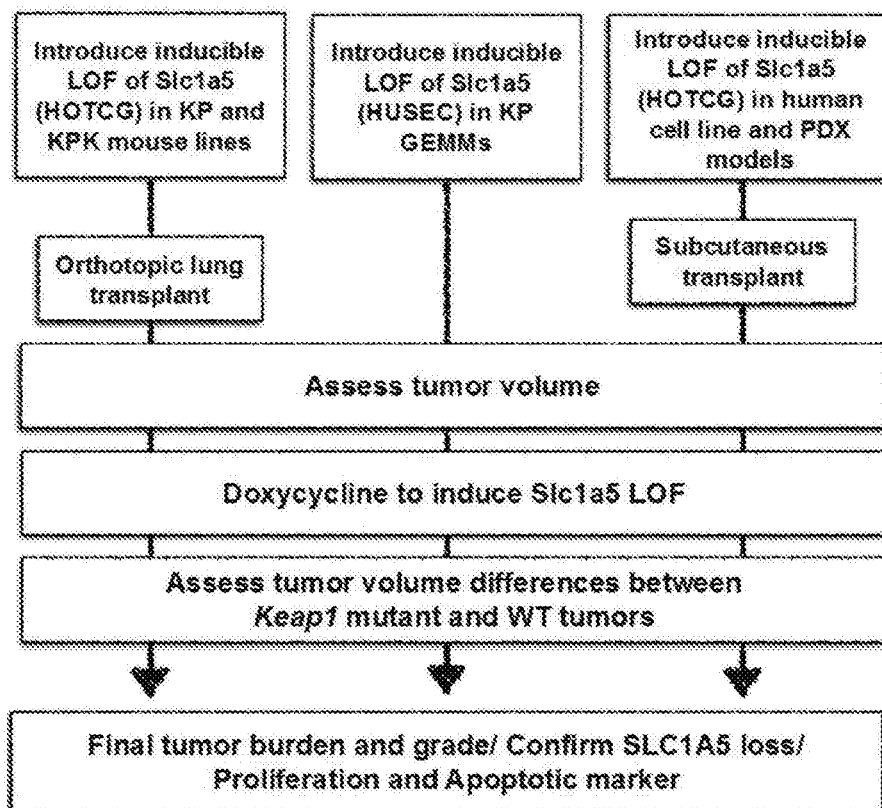 Introduce inducible
LOF of Slc1a5
(HOTCG) in KP and
KPK mouse lines
Introduce inducible
LOF of Slc1a5
(HUSEC) in KP
GEMMs
Introduce inducible
LOF of Slc1a5
(HOTCG) in human
cell line and PDX
models
Orthotopic lung
transplant
Subcutaneous
transplant
Assess tumor volume
Doxycycline to induce Slc1a5 LOF
Assess tumor volume differences between
Keap1 mutant and WT tumors
Final tumor burden and grade/ Confirm SLC1A5 loss/
Proliferation and Apoptotic marker